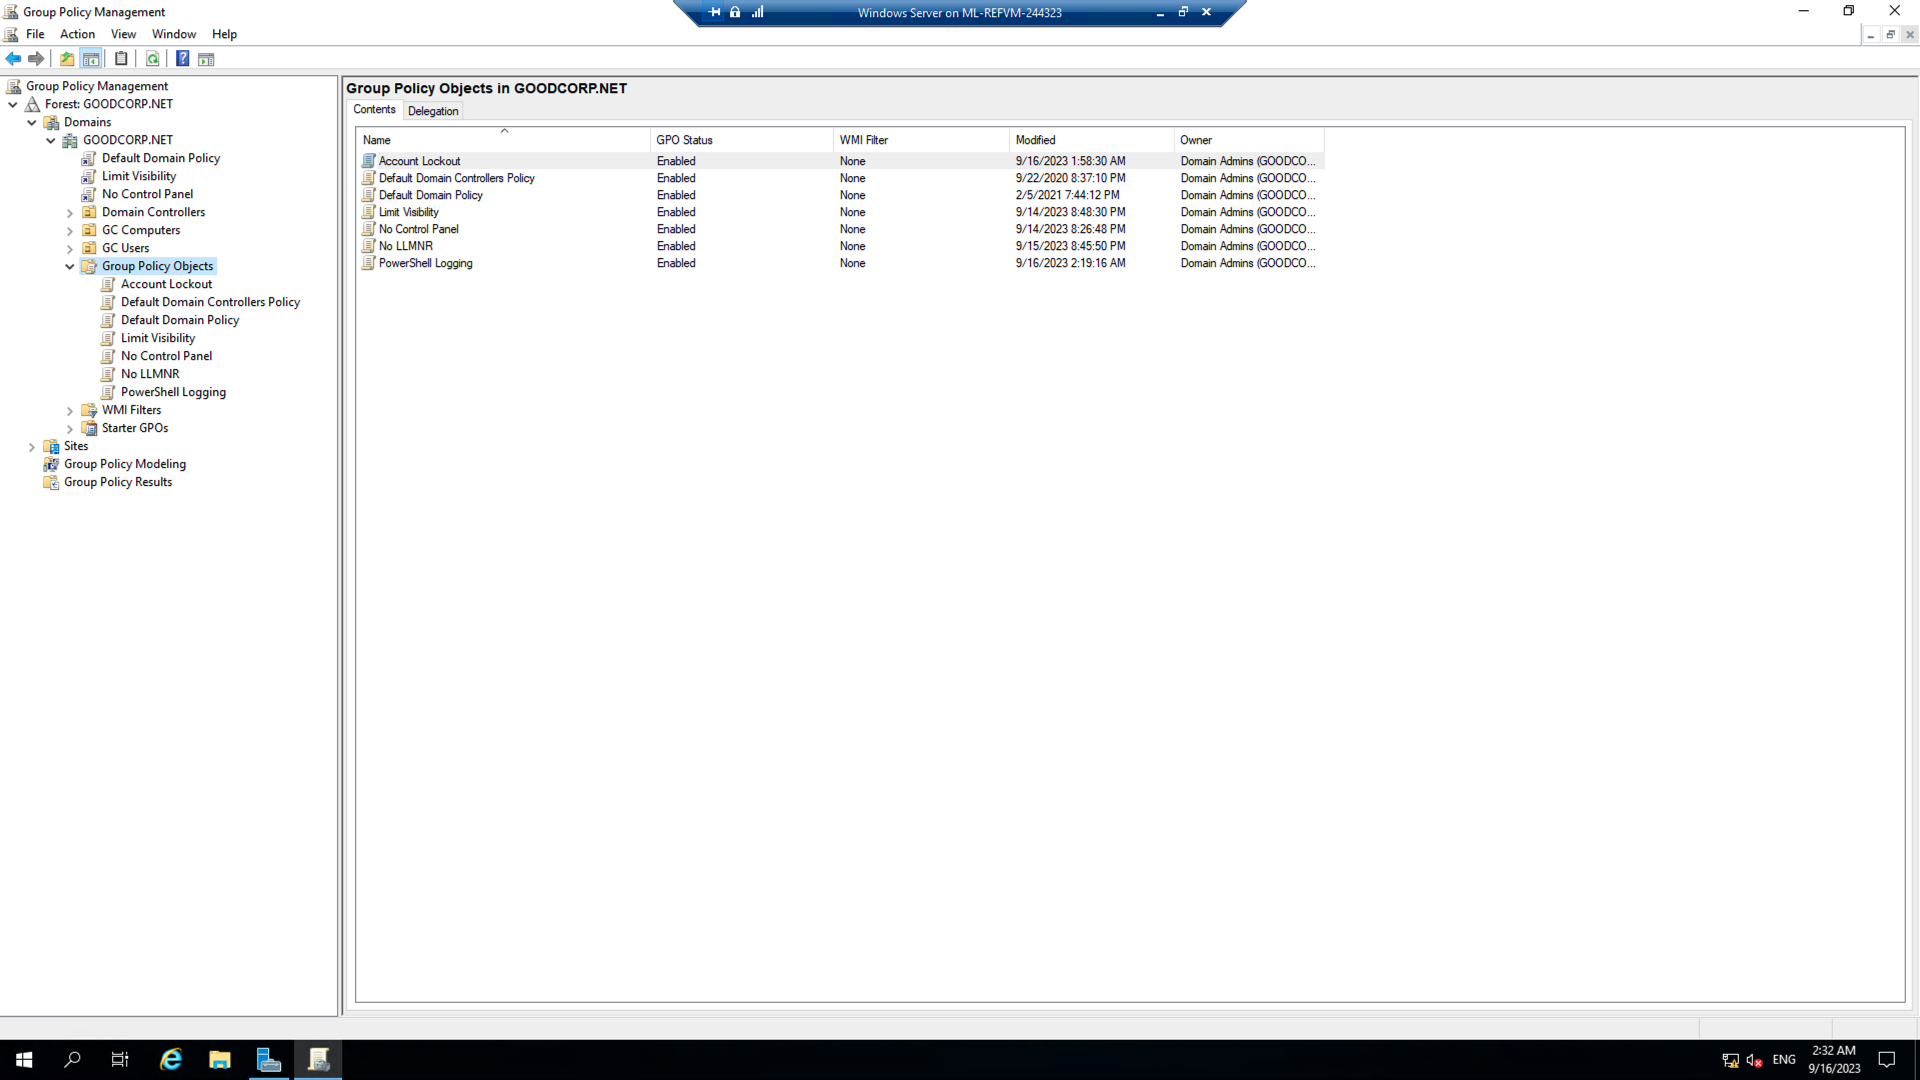 Group Policy Management
Windows Server on ML-REFVM-244323
File Action View Window Help
Group Policy Management
Forest: GOODCORP.NET
Domains
GOODCORP.NET
Default Domain Policy
Limit Visibility
No Control Panel
Domain Controllers
GC Computers
GC Users
Group Policy Objects
Account Lockout
Default Domain Controllers Policy
Default Domain Policy
Limit Visibility
No Control Panel
No LLMNR
PowerShell Logging
WMI Filters
Starter GPOs
Sites
Group Policy Modeling
Group Policy Results
Group Policy Objects in GOODCORP.NET
Contents Delegation
Name GPO Status WMI Filter Modified Owner
Account Lockout Enabled None 9/16/2023 1:58:30 AM Domain Admins (GOODCO...
Default Domain Controllers Policy Enabled None 9/22/2020 8:37:10 PM Domain Admins (GOODCO...
Default Domain Policy Enabled None 2/5/2021 7:44:12 PM Domain Admins (GOODCO...
Limit Visibility Enabled None 9/14/2023 8:48:30 PM Domain Admins (GOODCO...
No Control Panel Enabled None 9/14/2023 8:26:48 PM Domain Admins (GOODCO...
No LLMNR Enabled None 9/15/2023 8:45:50 PM Domain Admins (GOODCO...
PowerShell Logging Enabled None 9/16/2023 2:19:16 AM Domain Admins (GOODCO...
ENG
2:32 AM
9/16/2023